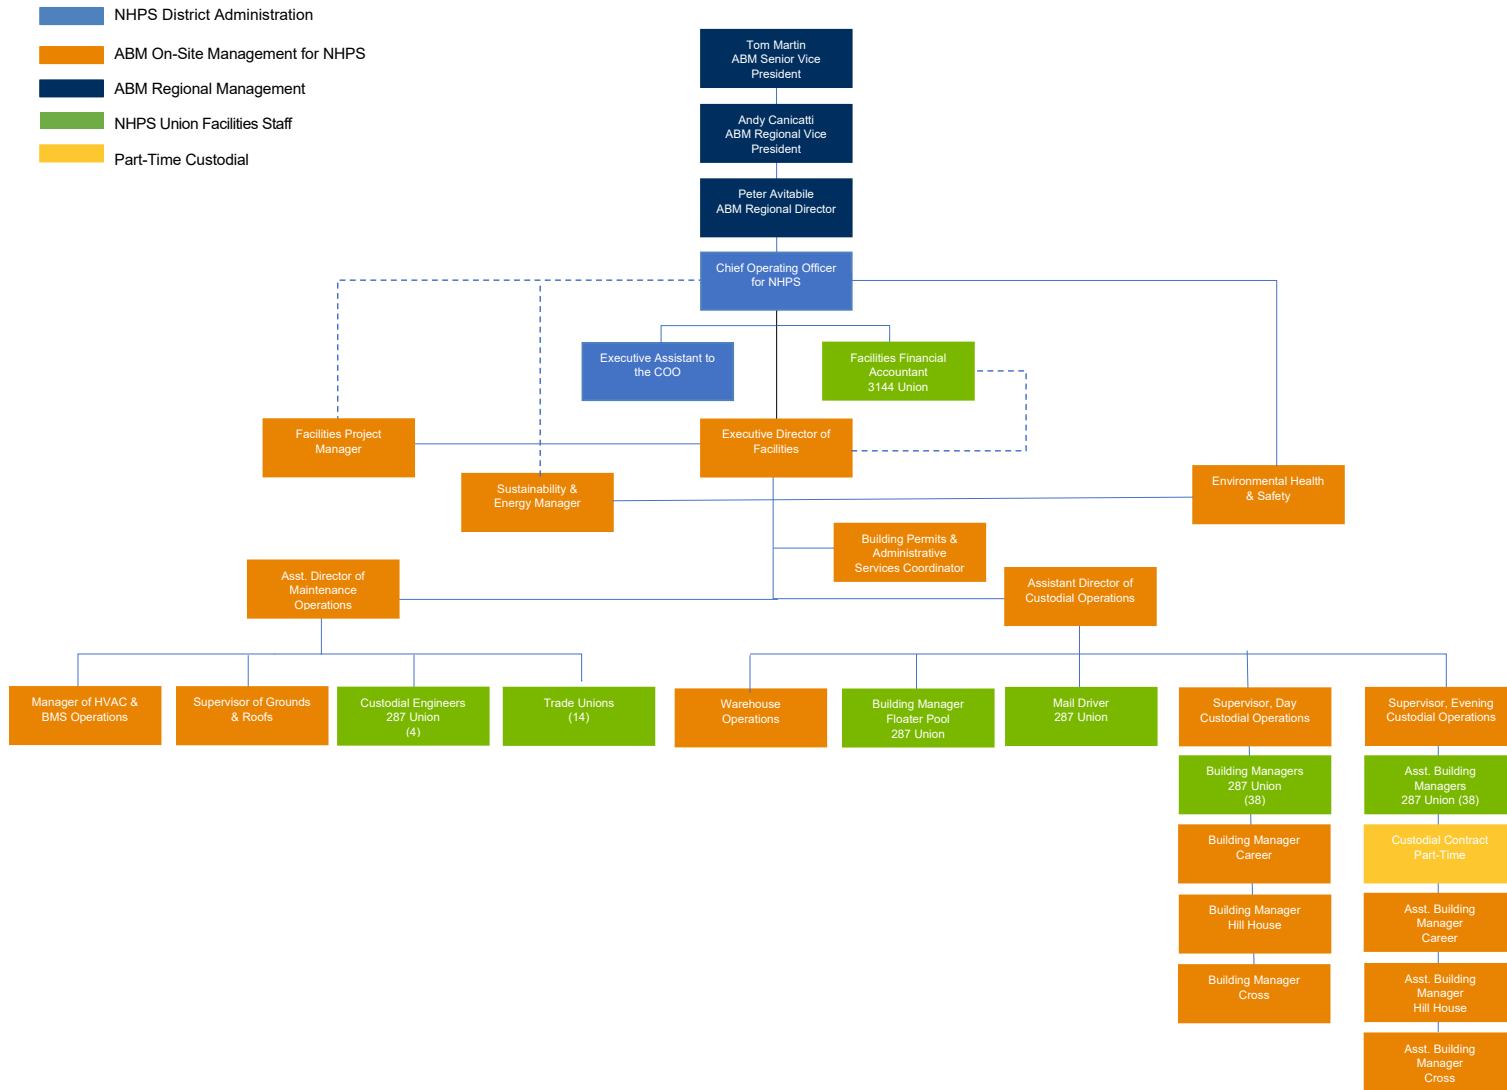 NHPS District Administration
ABM On-Site Management for NHPS
ABM Regional Management
NHPS Union Facilities Staff
Part-Time Custodial
Tom Martin
ABM Senior Vice
President
Andy Canicatti
ABM Regional Vice
President
Peter Avitabile
ABM Regional Director
Chief Operating Officer
for NHPS
Executive Assistant to
the COO
Facilities Financial
Accountant
3144 Union
Facilities Project
Manager
Executive Director of
Facilities
Sustainability &
Energy Manager
Environmental Health
& Safety
Building Permits &
Administrative
Services Coordinator
Asst. Director of
Maintenance
Operations
Assistant Director of
Custodial Operations
Manager of HVAC &
BMS Operations
Supervisor of Grounds
& Roofs
Custodial Engineers
287 Union
(4)
Trade Unions
(14)
Warehouse
Operations
Building Manager
Floater Pool
287 Union
Mail Driver
287 Union
Supervisor, Day
Custodial Operations
Supervisor, Evening
Custodial Operations
Building Managers
287 Union
(38)
Asst. Building
Managers
287 Union (38)
Building Manager
Career
Custodial Contract
Part-Time
Building Manager
Hill House
Asst. Building
Manager
Career
Building Manager
Cross
Asst. Building
Manager
Hill House
Asst. Building
Manager
Cross